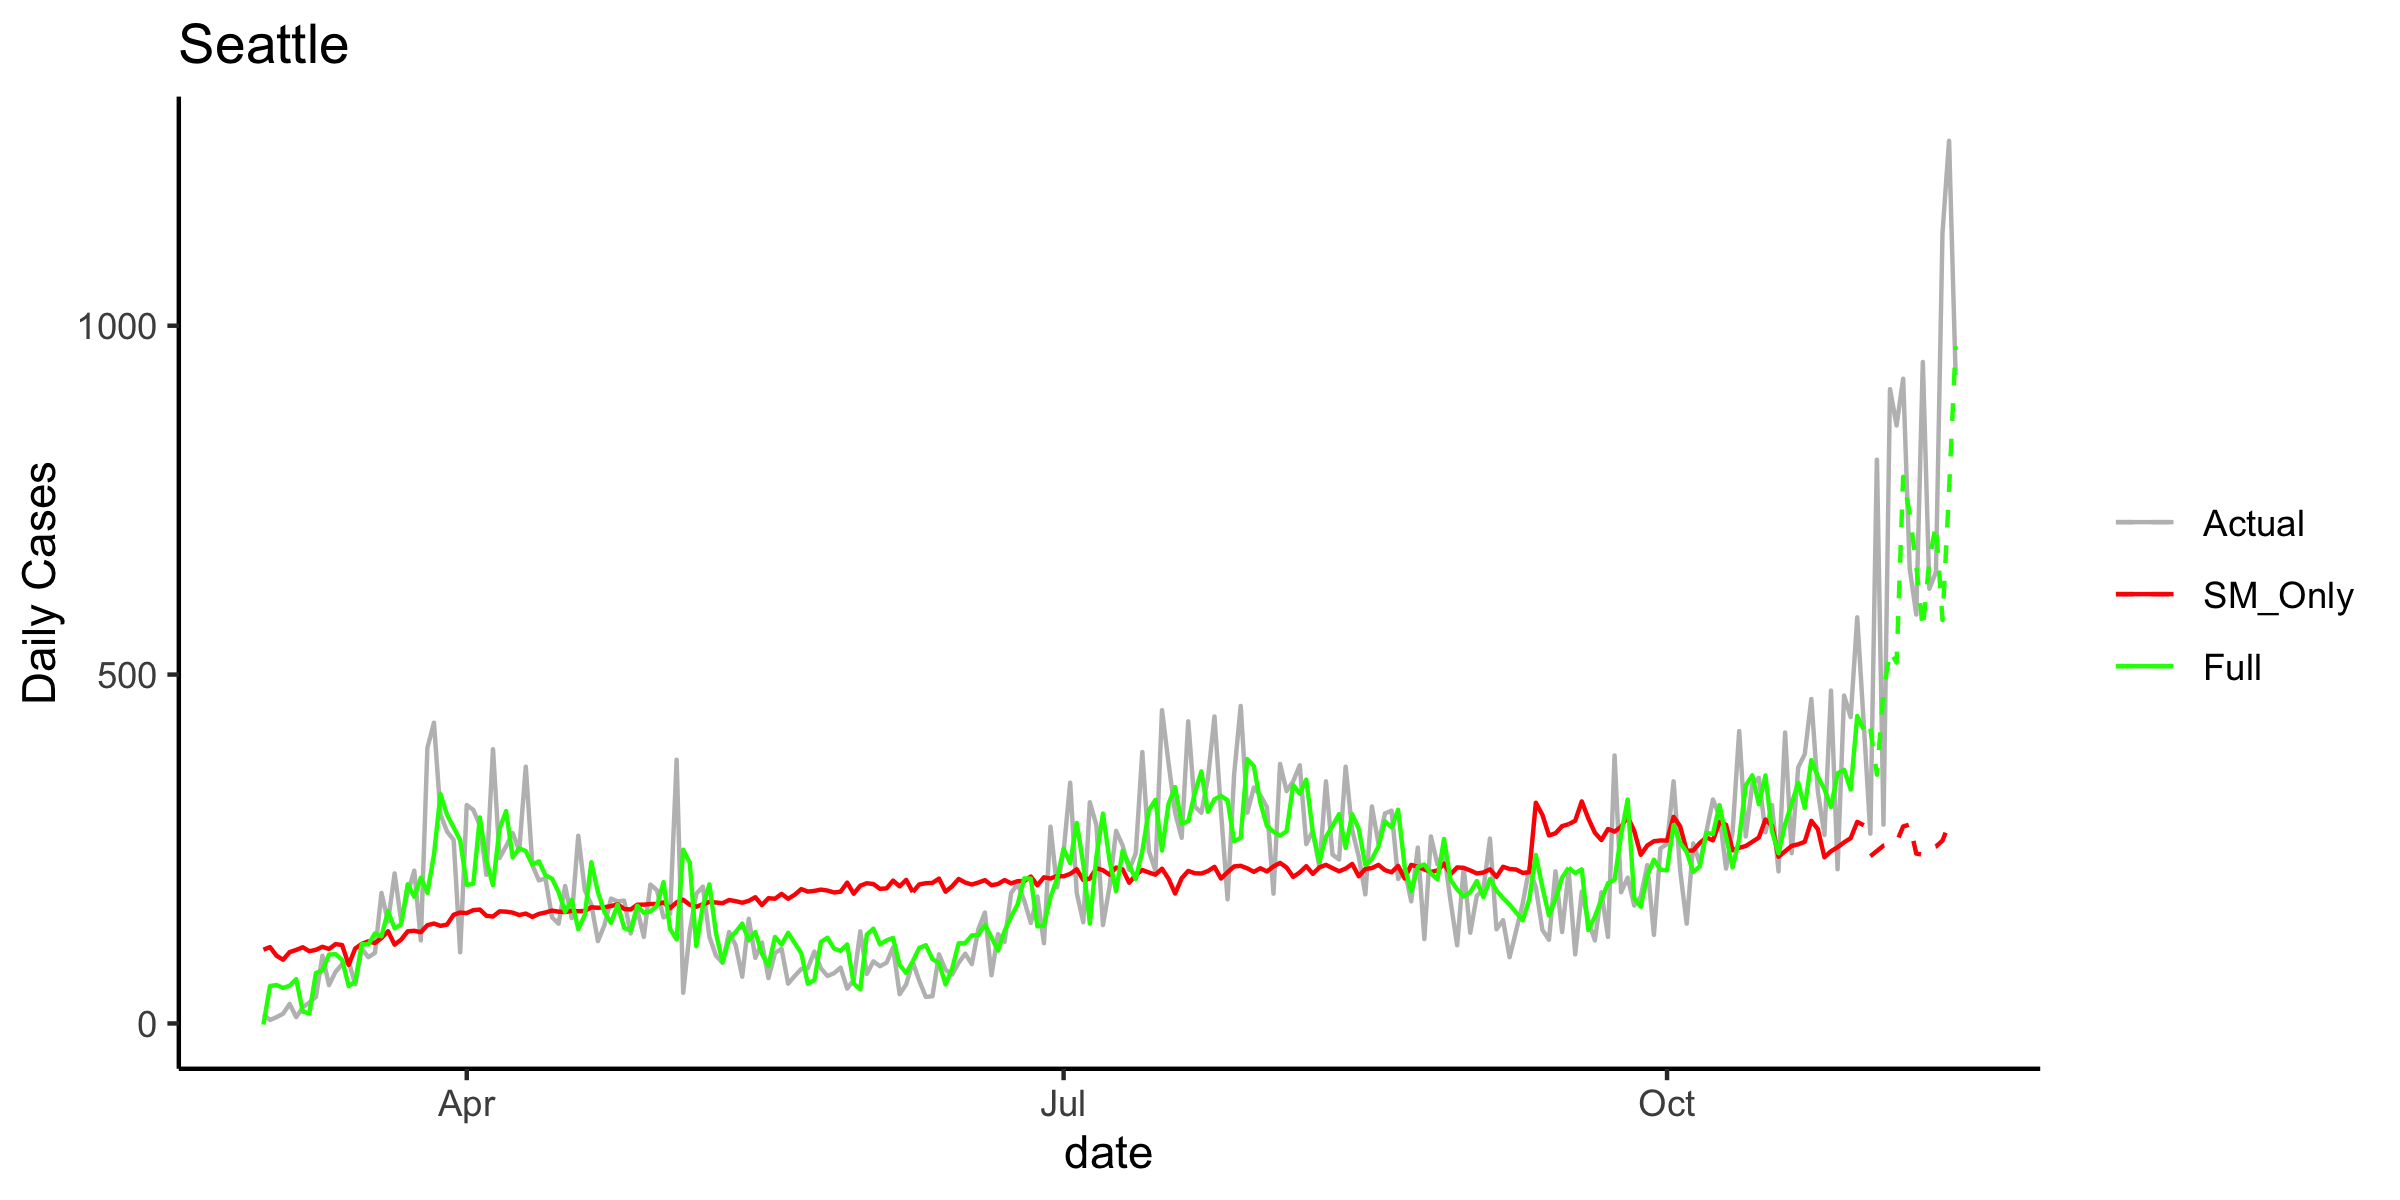 Seattle
Daily Cases
1000
500
0
Apr
Jul
Oct
date
Actual
SM_Only
Full